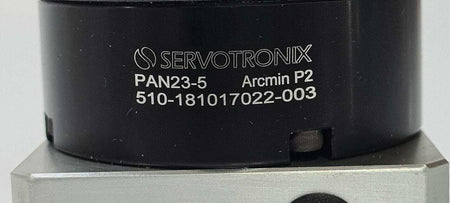 SERVOTRONIX
PAN23-5 Arcmin P2
510-181017022-003